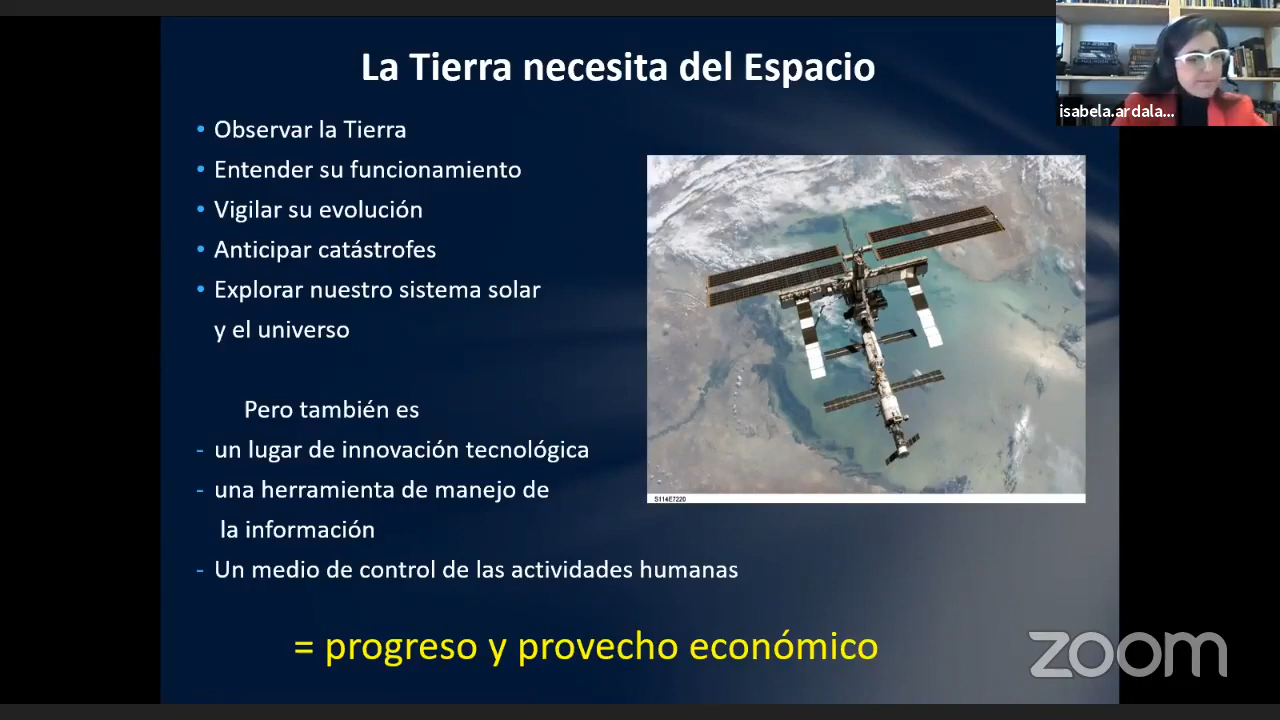 La Tierra necesita del Espacio
isabela.ardala...
• Observar la Tierra
• Entender su funcionamiento
• Vigilar su evolución
• Anticipar catástrofes
• Explorar nuestro sistema solar
y el universo
Pero también es
- un lugar de innovación tecnológica
- una herramienta de manejo de
la información
- Un medio de control de las actividades humanas
S114E7220
= progreso y provecho económico
zoom